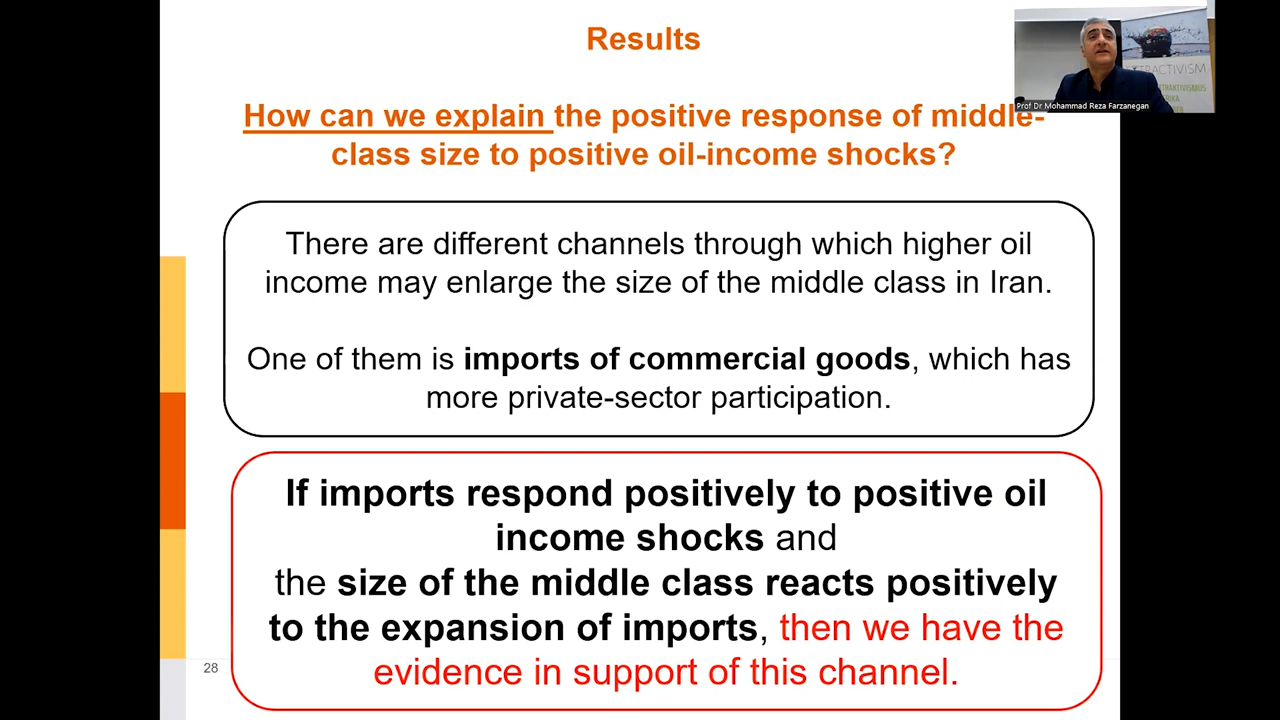 Results
How can we explain the positive response of middle-
class size to positive oil-income shocks?
There are different channels through which higher oil
income may enlarge the size of the middle class in Iran.
One of them is imports of commercial goods, which has
more private-sector participation.
If imports respond positively to positive oil
income shocks and
the size of the middle class reacts positively
to the expansion of imports, then we have the
evidence in support of this channel.
28
Prof Dr Mohammad Reza Farzanegan